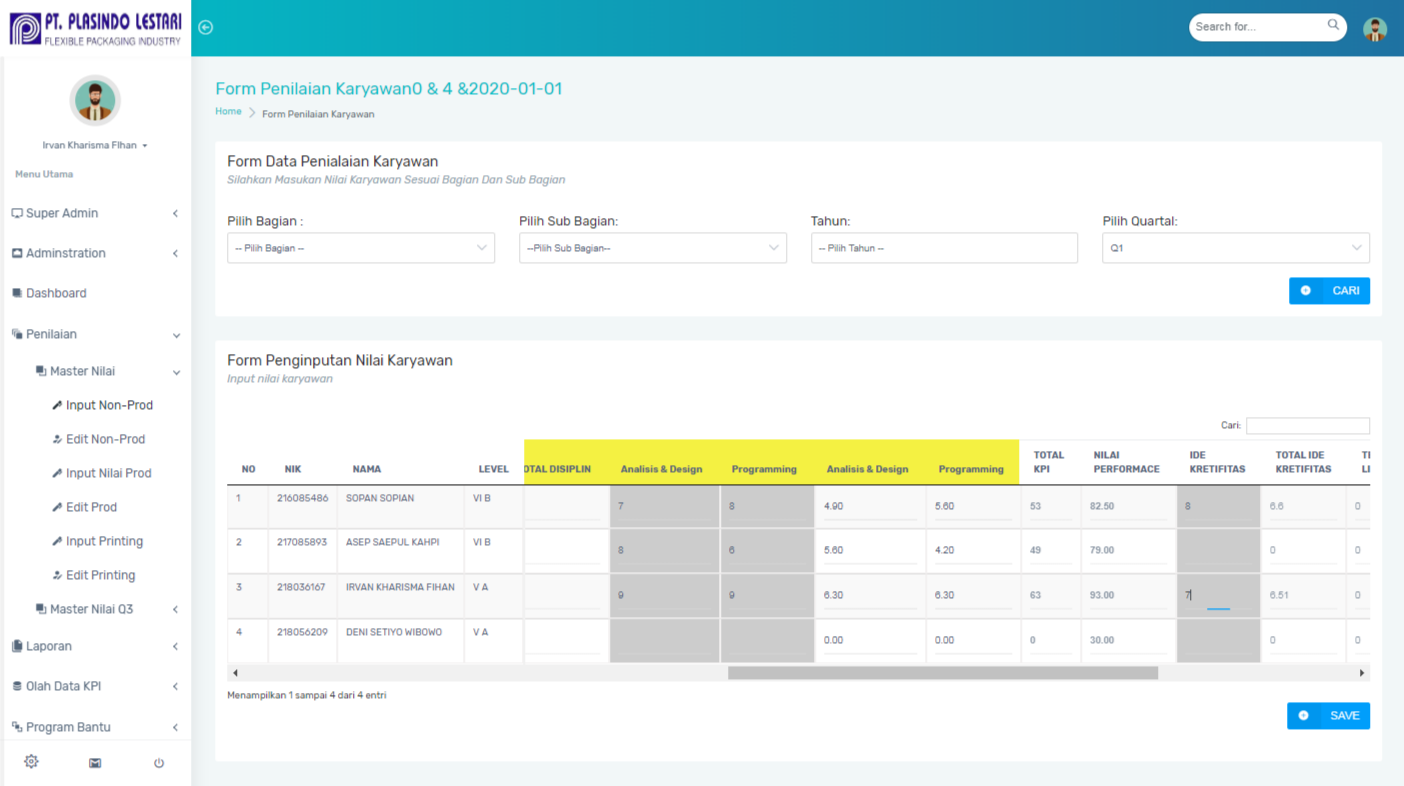 PT. PLASINDO LESTARI
FLEXIBLE PACKAGING INDUSTRY
Search for...
Irvan Kharisma FIhan
Menu Utama
Super Admin
Adminstration
Dashboard
Penilaian
Master Nilai
Input Non-Prod
Edit Non-Prod
Input Nilai Prod
Edit Prod
Input Printing
Edit Printing
Master Nilai Q3
Laporan
Olah Data KPI
Program Bantu
Form Penilaian Karyawan0 & 4 &2020-01-01
Home > Form Penilaian Karyawan
Form Data Penialaian Karyawan
Silahkan Masukan Nilai Karyawan Sesuai Bagian Dan Sub Bagian
Pilih Bagian : Pilih Sub Bagian: Tahun: Pilih Quartal:
-- Pilih Bagian -- --Pilih Sub Bagian-- -- Pilih Tahun -- Q1
CARI
Form Penginputan Nilai Karyawan
Input nilai karyawan
Cari:
NO NIK NAMA LEVEL OTAL DISIPLIN Analisis & Design Programming Analisis & Design Programming TOTAL KPI NILAI PERFORMACE IDE KRETIFITAS TOTAL IDE KRETIFITAS TI LI
1 216085486 SOPAN SOPIAN VI B 7 8 4.90 5.60 53 82.50 8 6.6 0
2 217085893 ASEP SAEPUL KAHPI VI B 8 6 5.60 4.20 49 79.00 0 0
3 218036167 IRVAN KHARISMA FIHAN V A 9 9 6.30 6.30 63 93.00 7 6.51 0
4 218056209 DENI SETIYO WIBOWO V A 0.00 0.00 0 30.00 0 0
Menampilkan 1 sampai 4 dari 4 entri
SAVE